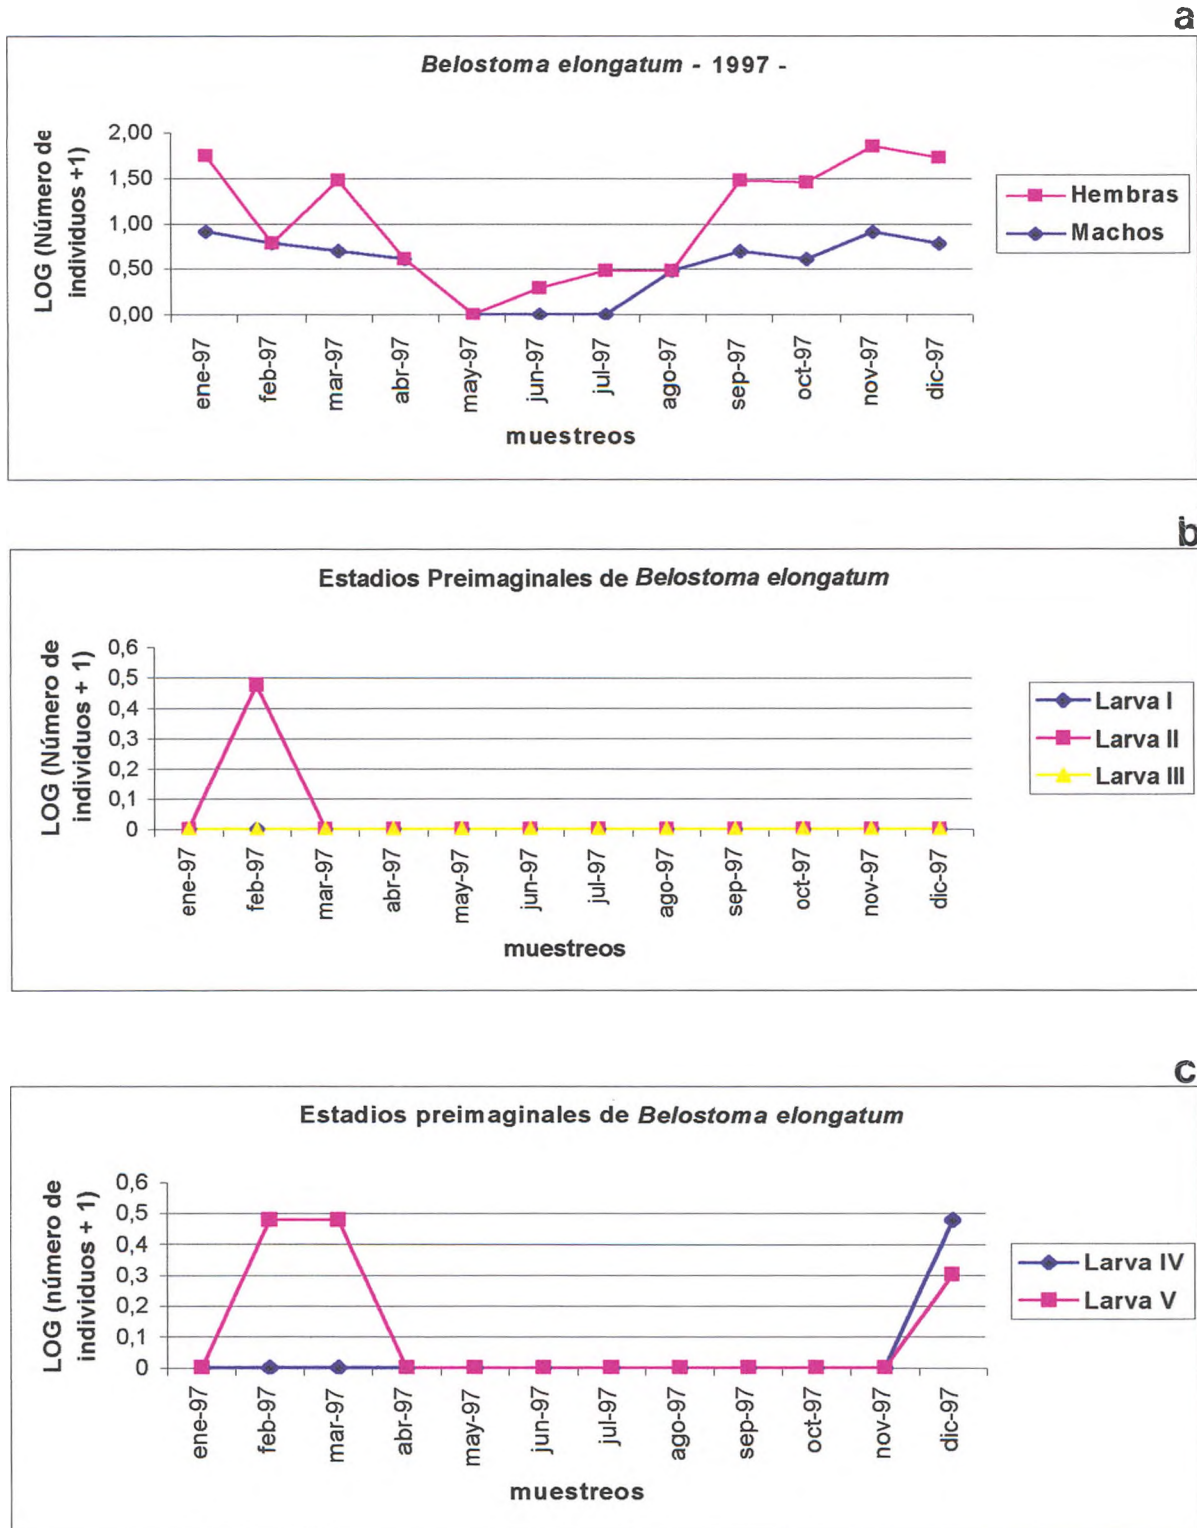 a
Belostoma elongatum - 1997 -
LOG (Número de
individuos +1)
2,00
1,50
1,00
0,50
0,00
ene-97
feb-97
mar-97
abr-97
may-97
jun-97
jul-97
ago-97
sep-97
oct-97
nov-97
dic-97
muestreos
Hembras
Machos
b
Estadios Preimaginales de Belostoma elongatum
LOG (Número de
individuos + 1)
0,6
0,5
0,4
0,3
0,2
0,1
0
ene-97
feb-97
mar-97
abr-97
may-97
jun-97
jul-97
ago-97
sep-97
oct-97
nov-97
dic-97
muestreos
Larva I
Larva II
Larva III
c
Estadios preimaginales de Belostoma elongatum
LOG (número de
individuos + 1)
0,6
0,5
0,4
0,3
0,2
0,1
0
ene-97
feb-97
mar-97
abr-97
may-97
jun-97
jul-97
ago-97
sep-97
oct-97
nov-97
dic-97
muestreos
Larva IV
Larva V